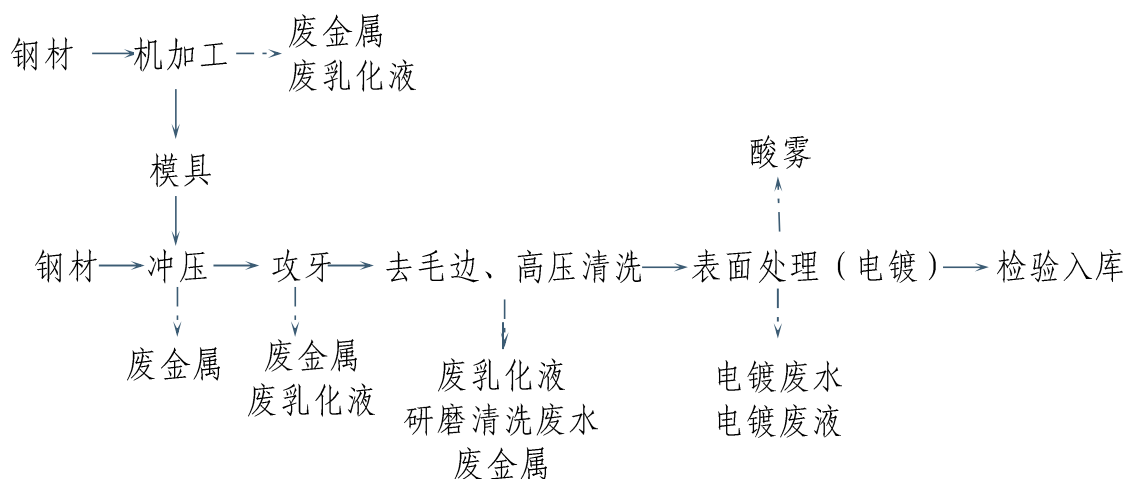 钢材 机加工 废金属
废乳化液
模具
酸雾
钢材 冲压 攻牙 去毛边、高压清洗 表面处理（电镀） 检验入库
废金属
废金属
废乳化液
废乳化液
研磨清洗废水
废金属
电镀废水
电镀废液